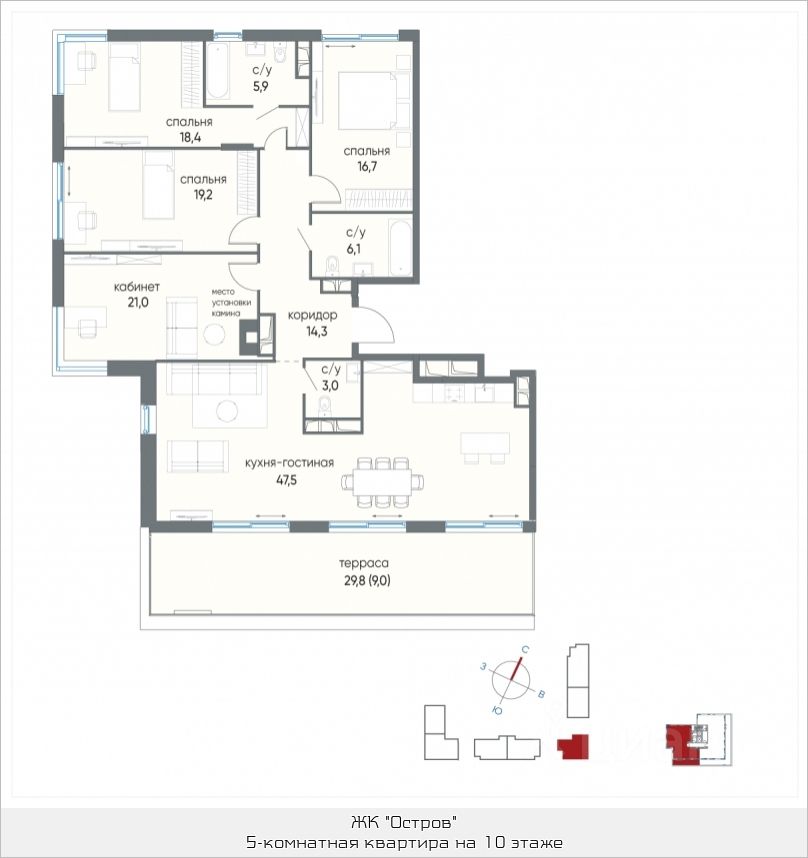 с/у
5,9
спальня
18,4
спальня
16,7
спальня
19,2
с/у
6,1
кабинет
21,0
место
установки
камина
коридор
14,3
с/у
3,0
кухня-гостиная
47,5
терраса
29,8 (9,0)
С
З
В
Ю
циан
ЖК "Остров"
5-комнатная квартира на 10 этаже